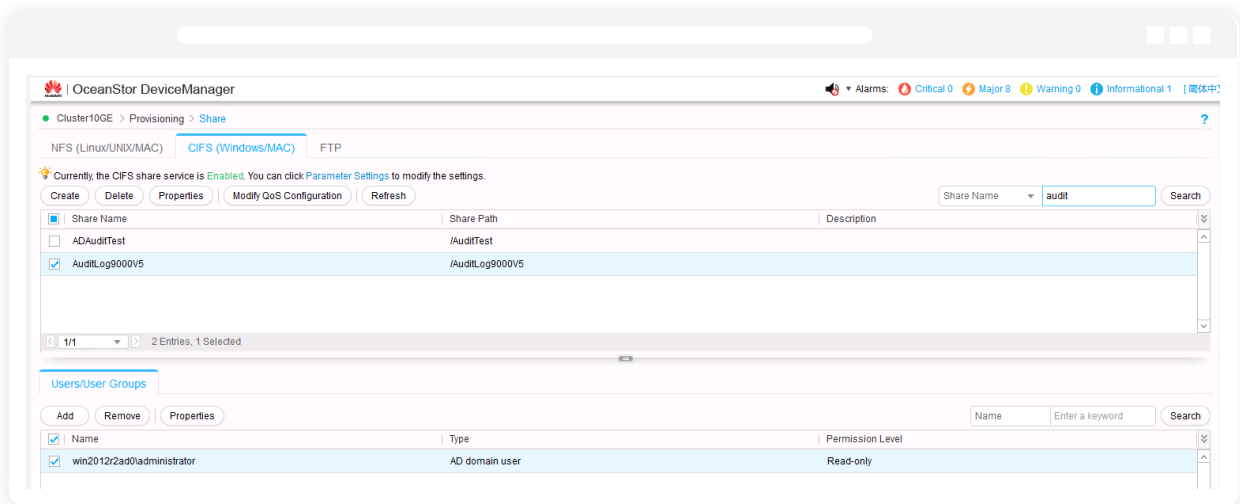 HUAWEI | OceanStor DeviceManager
Alarms: Critical 0 Major 8 Warning 0 Informational 1 [简体中文
Cluster10GE > Provisioning > Share ?
NFS (Linux/UNIX/MAC) CIFS (Windows/MAC) FTP
Currently, the CIFS share service is Enabled. You can click Parameter Settings to modify the settings.
Create Delete Properties Modify QoS Configuration Refresh Share Name audit Search
Share Name Share Path Description
ADAuditTest /AuditTest
AuditLog9000V5 /AuditLog9000V5
1/1 2 Entries, 1 Selected
Users/User Groups
Add Remove Properties Name Enter a keyword Search
Name Type Permission Level
win2012r2ad0\administrator AD domain user Read-only